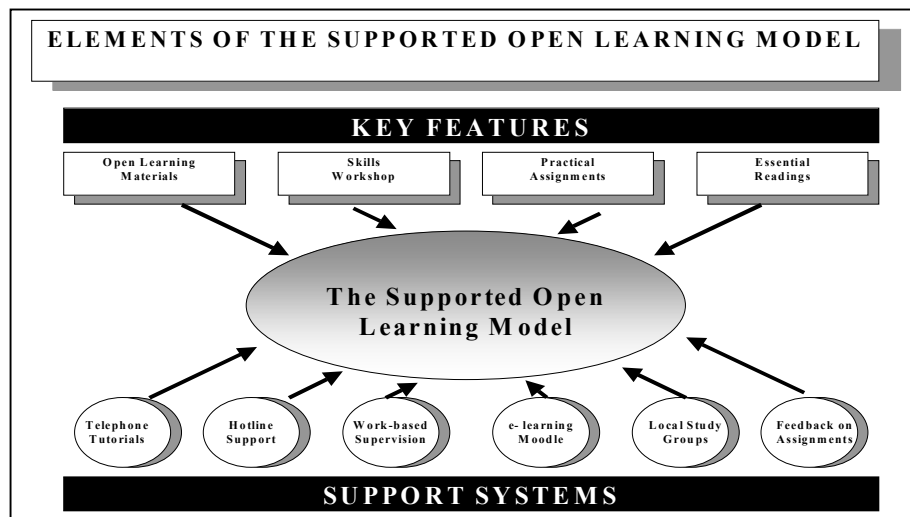 ELEMENTS OF THE SUPPORTED OPEN LEARNING MODEL
KEY FEATURES
Open Learning
Materials
Skills
Workshop
Practical
Assignments
Essential
Readings
The Supported Open
Learning Model
Telephone
Tutorials
Hotline
Support
Work-based
Supervision
e- learning
Moodle
Local Study
Groups
Feedback on
Assignments
SUPPORT SYSTEMS